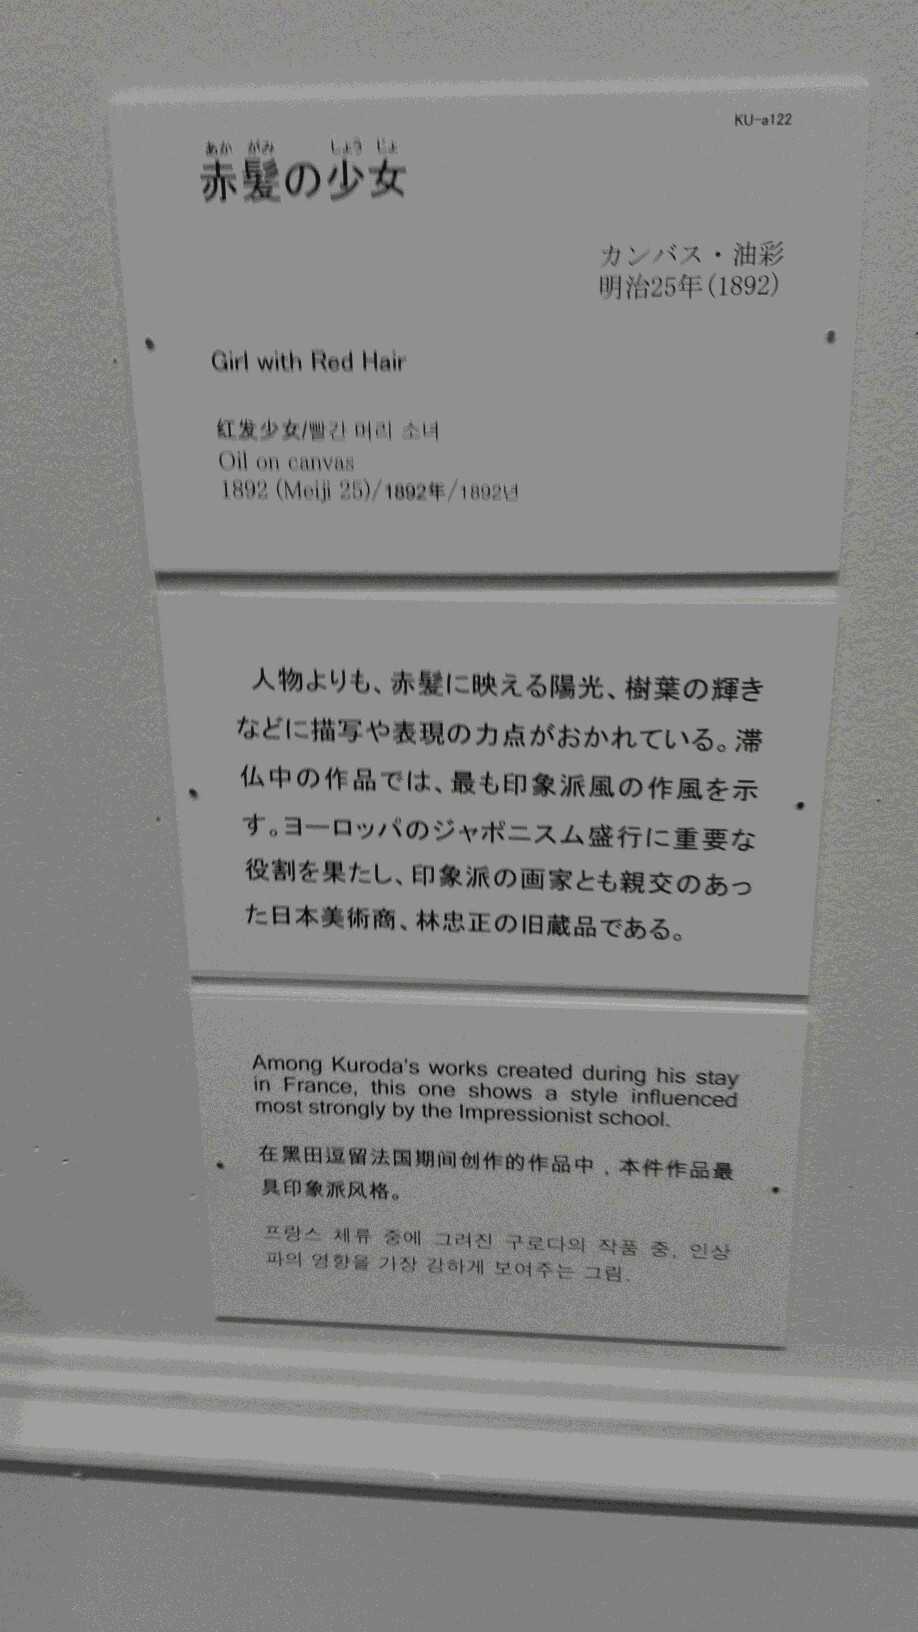 KU-a122
あか がみ しょう じょ
赤髪の少女
カンバス・油彩
明治25年(1892)
Girl with Red Hair
红发少女/빨간 머리 소녀
Oil on canvas
1892 (Meiji 25)/1892年/1892년
人物よりも、赤髪に映える陽光、樹葉の輝き
などに描写や表現の力点がおかれている。滞
仏中の作品では、最も印象派風の作風を示
す。ヨーロッパのジャポニスム盛行に重要な
役割を果たし、印象派の画家とも親交のあっ
た日本美術商、林忠正の旧蔵品である。
Among Kuroda's works created during his stay
in France, this one shows a style influenced
most strongly by the Impressionist school.
在黑田逗留法国期间创作的作品中，本件作品最
具印象派风格。
프랑스 체류 중에 그려진 구로다의 작품 중, 인상
파의 영향을 가장 강하게 보여주는 그림.